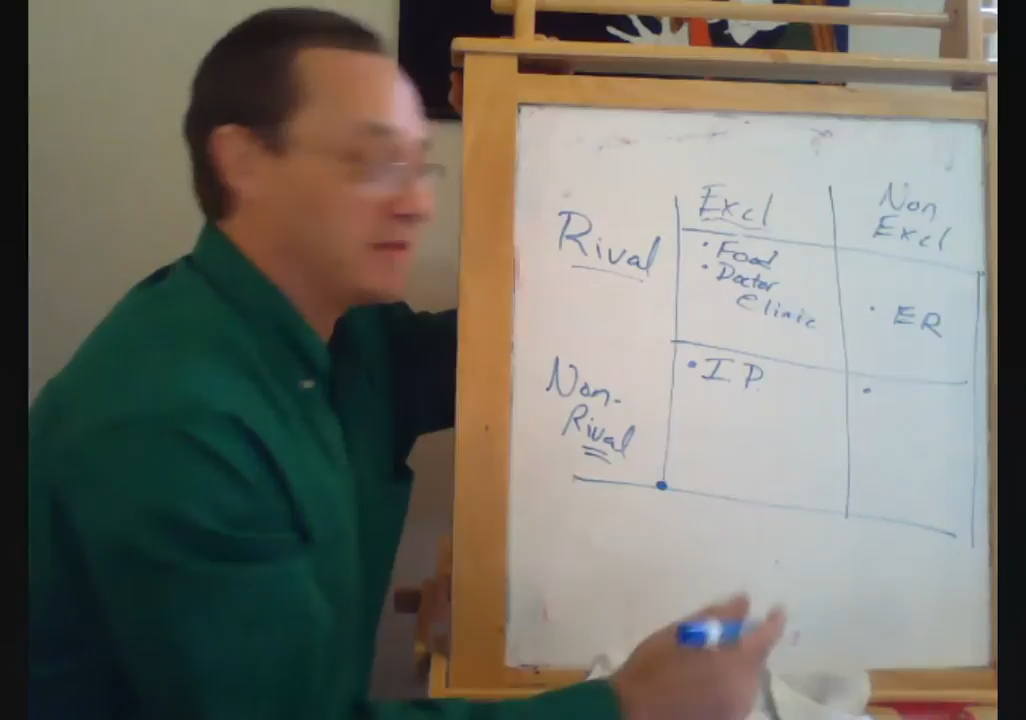 Excl
Non
Excl
Rival
• Food
• Doctor
Clinic
• ER
Non-
Rival
• I.P.
•